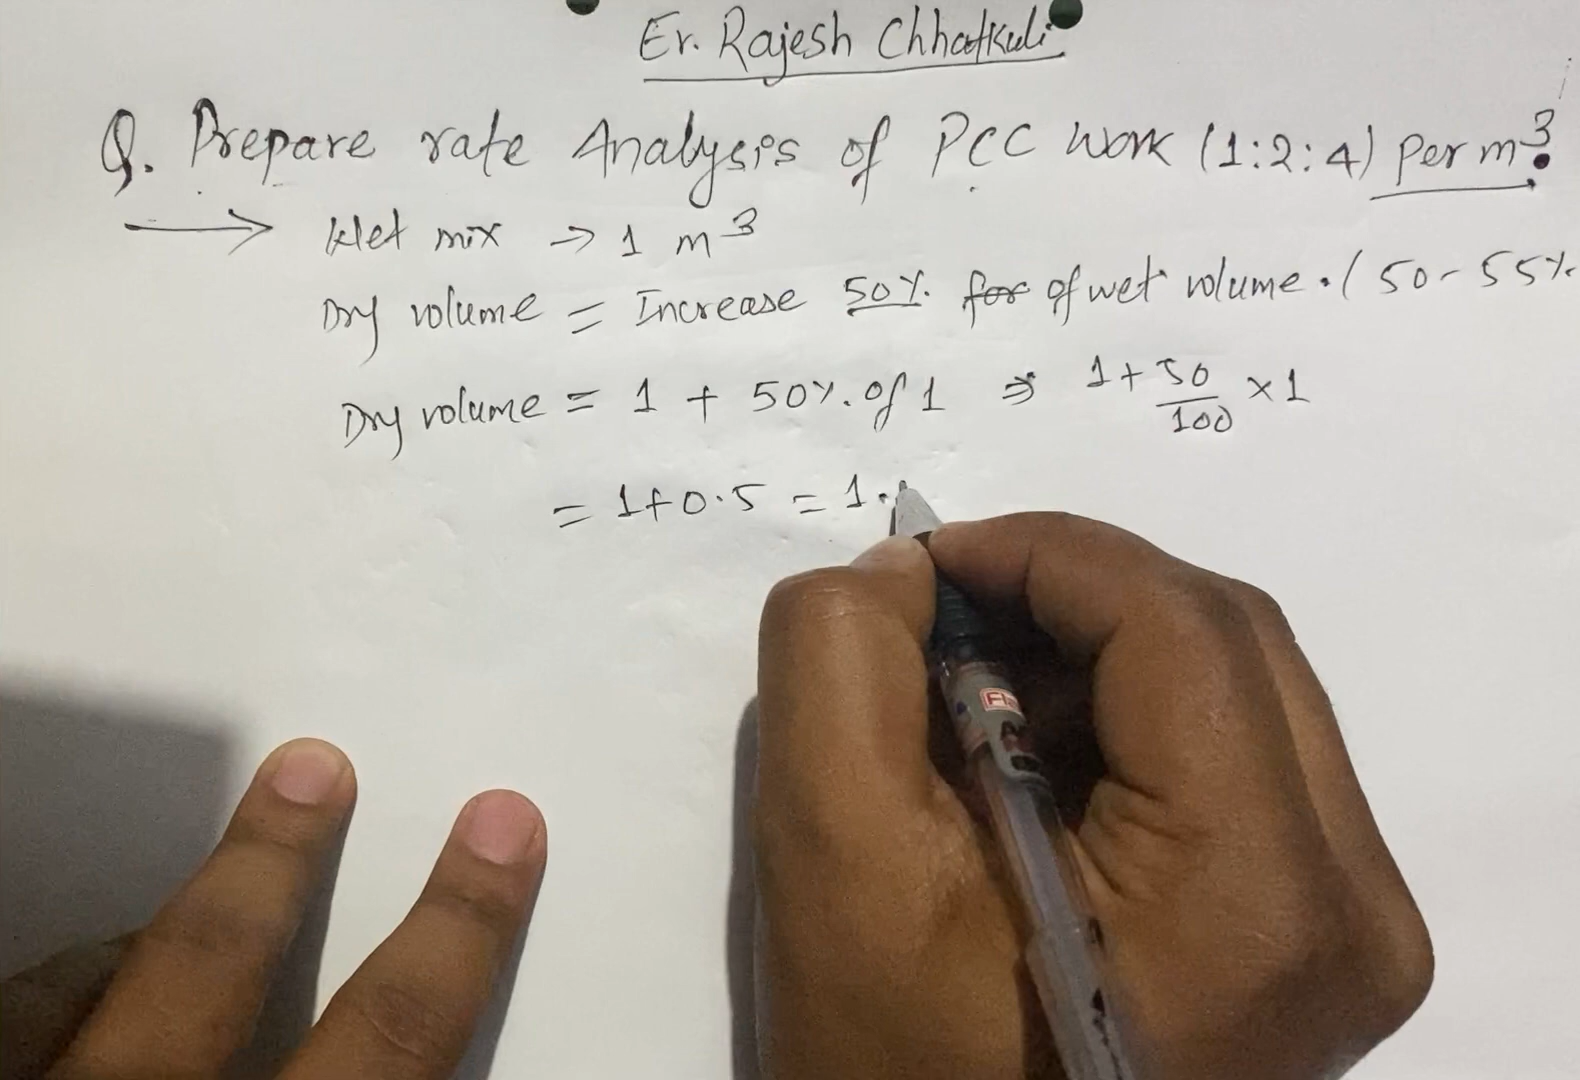 Er. Rajesh Chhatkuli
Q. Prepare rate Analysis of PCC Work (1:2:4) Per m³.
→ Wet mix → 1 m³
Dry volume = Increase 50% for of wet volume. (50-55%
Dry volume = 1 + 50% of 1 ⇒ 1+50/100 ×1
= 1+0.5 = 1.